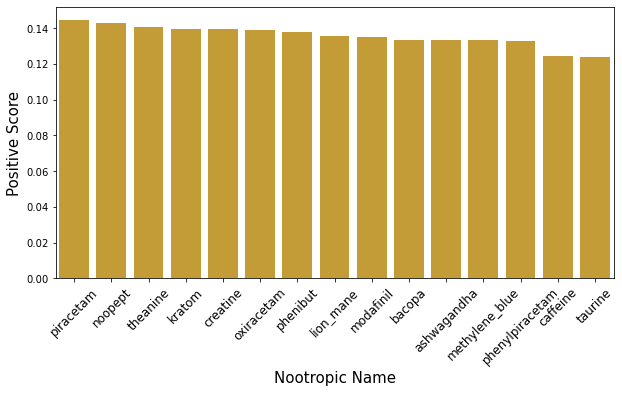 0.14
0.12
0.10
0.08
0.06
0.04
0.02
0.00
Positive Score
piracetam
noopept
theanine
kratom
creatine
oxiracetam
phenibut
lion_mane
modafinil
bacopa
ashwagandha
methylene_blue
phenylpiracetam
caffeine
taurine
Nootropic Name